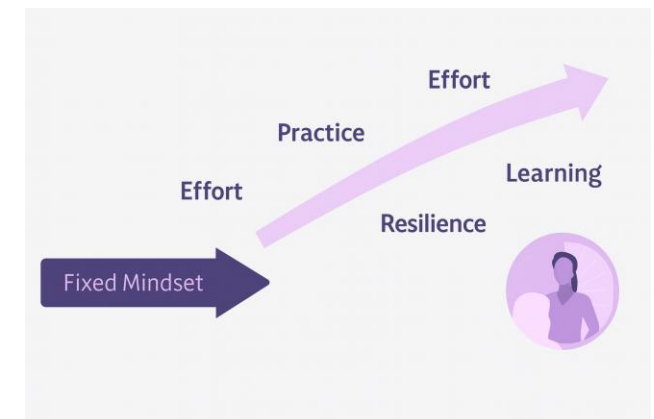 Effort
Practice
Effort
Learning
Resilience
Fixed Mindset